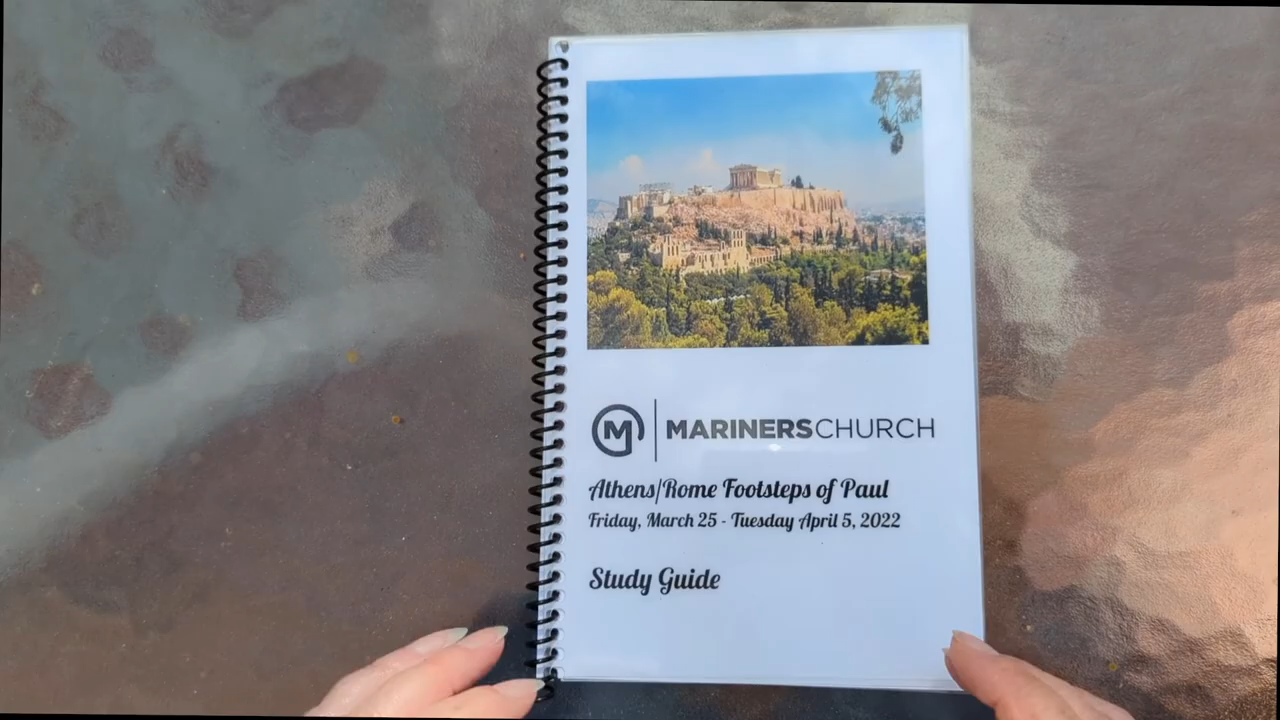 M MARINERSCHURCH
Athens/Rome Footsteps of Paul
Friday, March 25 - Tuesday April 5, 2022
Study Guide